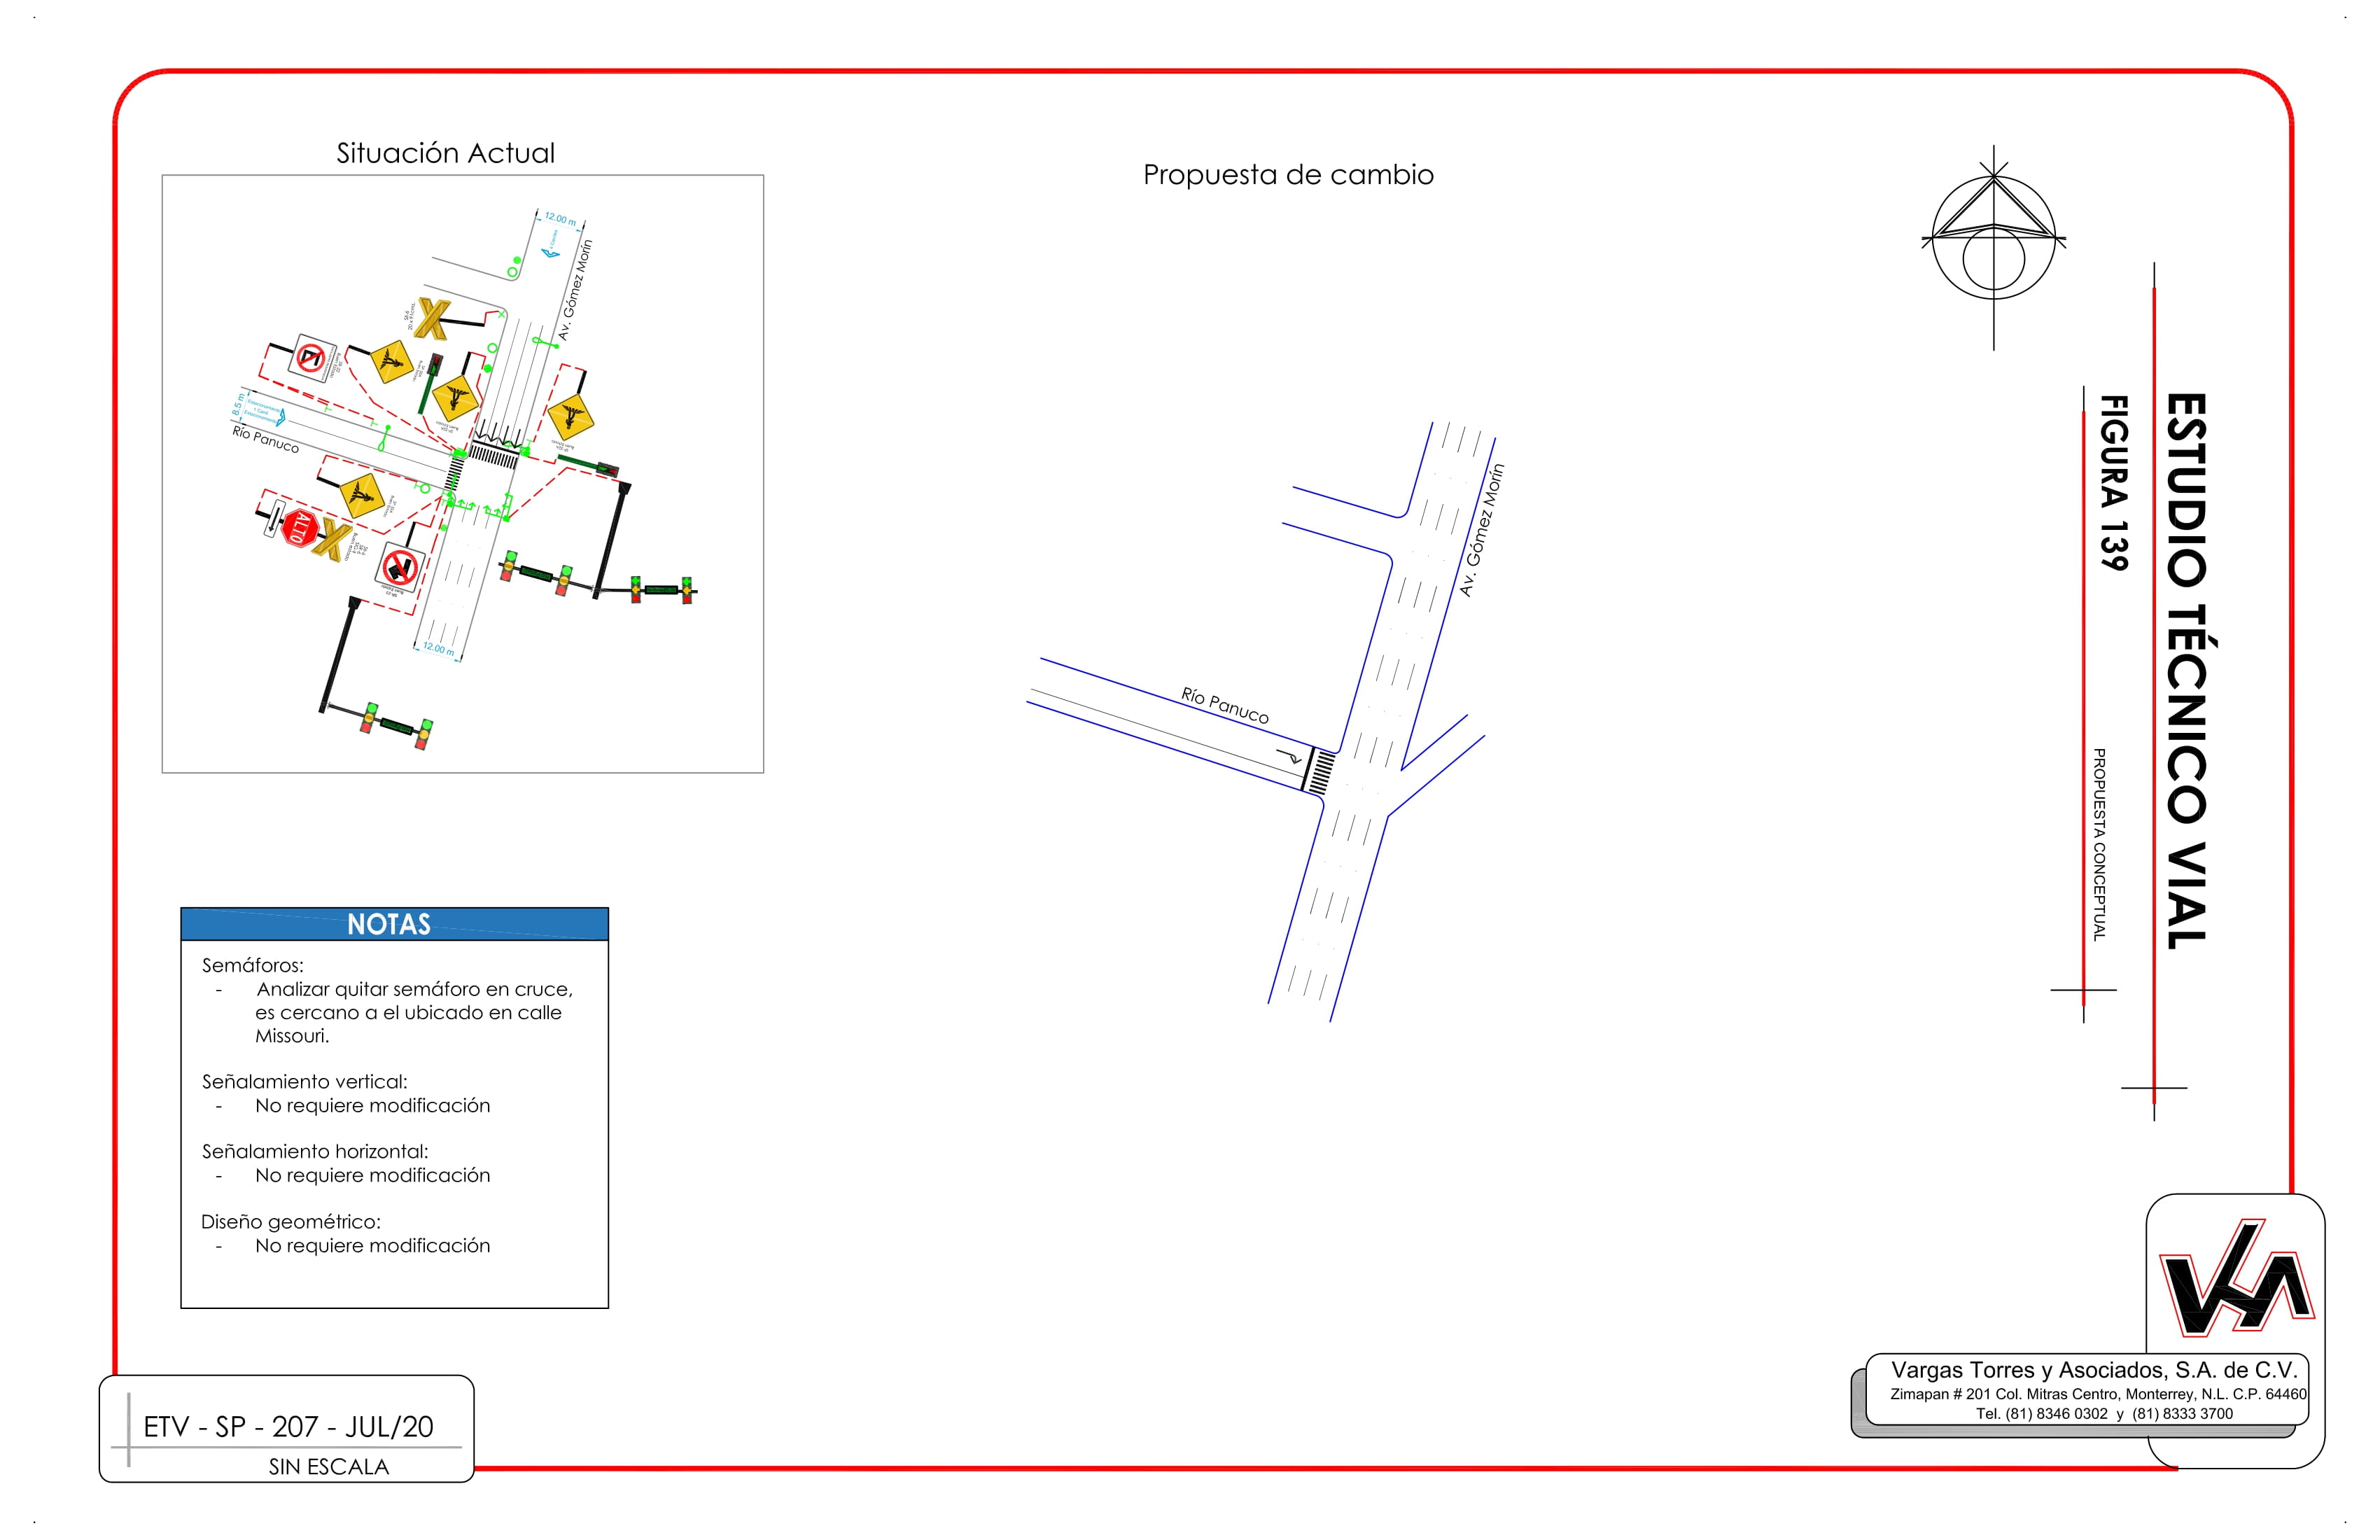 Situación Actual
12.00 m
Av. Gómez Morín
8.5 m
Estacionamiento
1 Carril
Estacionamiento
Río Panuco
ALTO
12.00 m
Propuesta de cambio
Av. Gómez Morín
Río Panuco
ESTUDIO TÉCNICO VIAL
FIGURA 139
PROPUESTA CONCEPTUAL
NOTAS
Semáforos:
- Analizar quitar semáforo en cruce,
es cercano a el ubicado en calle
Missouri.
Señalamiento vertical:
- No requiere modificación
Señalamiento horizontal:
- No requiere modificación
Diseño geométrico:
- No requiere modificación
ETV - SP - 207 - JUL/20
SIN ESCALA
Vargas Torres y Asociados, S.A. de C.V.
Zimapan # 201 Col. Mitras Centro, Monterrey, N.L. C.P. 64460
Tel. (81) 8346 0302 y (81) 8333 3700